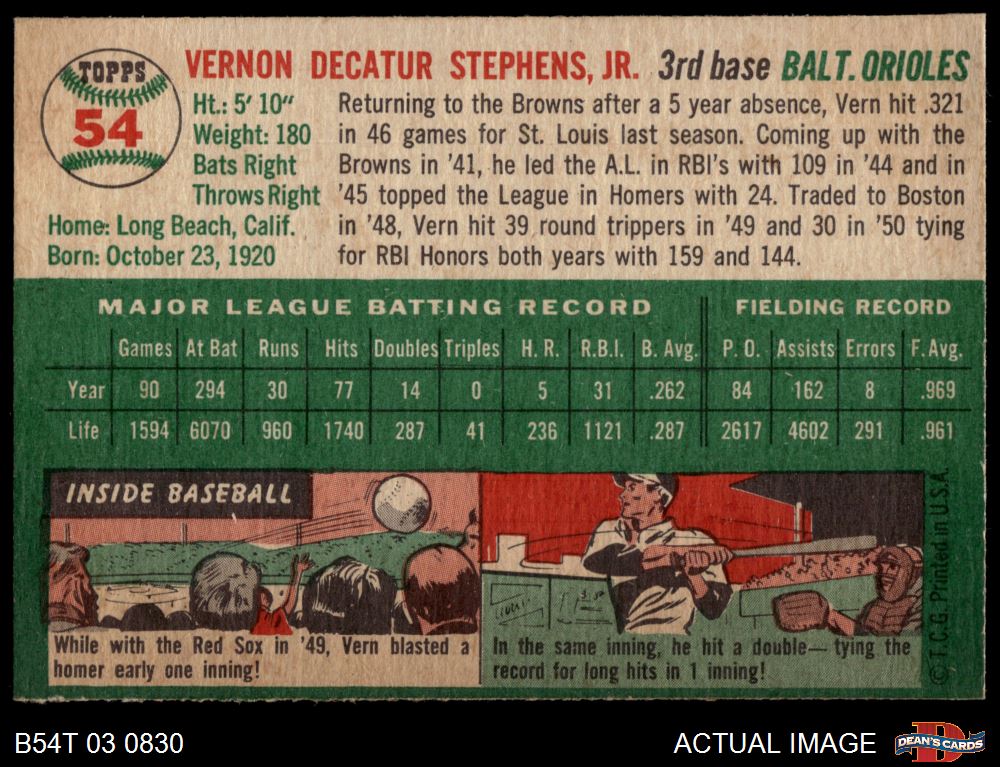 TOPPS
54
VERNON DECATUR STEPHENS, JR. 3rd base BALT. ORIOLES
Ht.: 5' 10"
Weight: 180
Bats Right
Throws Right
Home: Long Beach, Calif.
Born: October 23, 1920
Returning to the Browns after a 5 year absence, Vern hit .321
in 46 games for St. Louis last season. Coming up with the
Browns in '41, he led the A.L. in RBI's with 109 in '44 and in
'45 topped the League in Homers with 24. Traded to Boston
in '48, Vern hit 39 round trippers in '49 and 30 in '50 tying
for RBI Honors both years with 159 and 144.
MAJOR LEAGUE BATTING RECORD FIELDING RECORD
Games At Bat Runs Hits Doubles Triples H. R. R.B.I. B. Avg. P. O. Assists Errors F. Avg.
Year 90 294 30 77 14 0 5 31 .262 84 162 8 .969
Life 1594 6070 960 1740 287 41 236 1121 .287 2617 4602 291 .961
INSIDE BASEBALL
While with the Red Sox in '49, Vern blasted a
homer early one inning!
In the same inning, he hit a double—tying the
record for long hits in 1 inning!
© T.C.G. Printed in U.S.A.
B54T 03 0830
ACTUAL IMAGE
D
DEAN'S CARDS